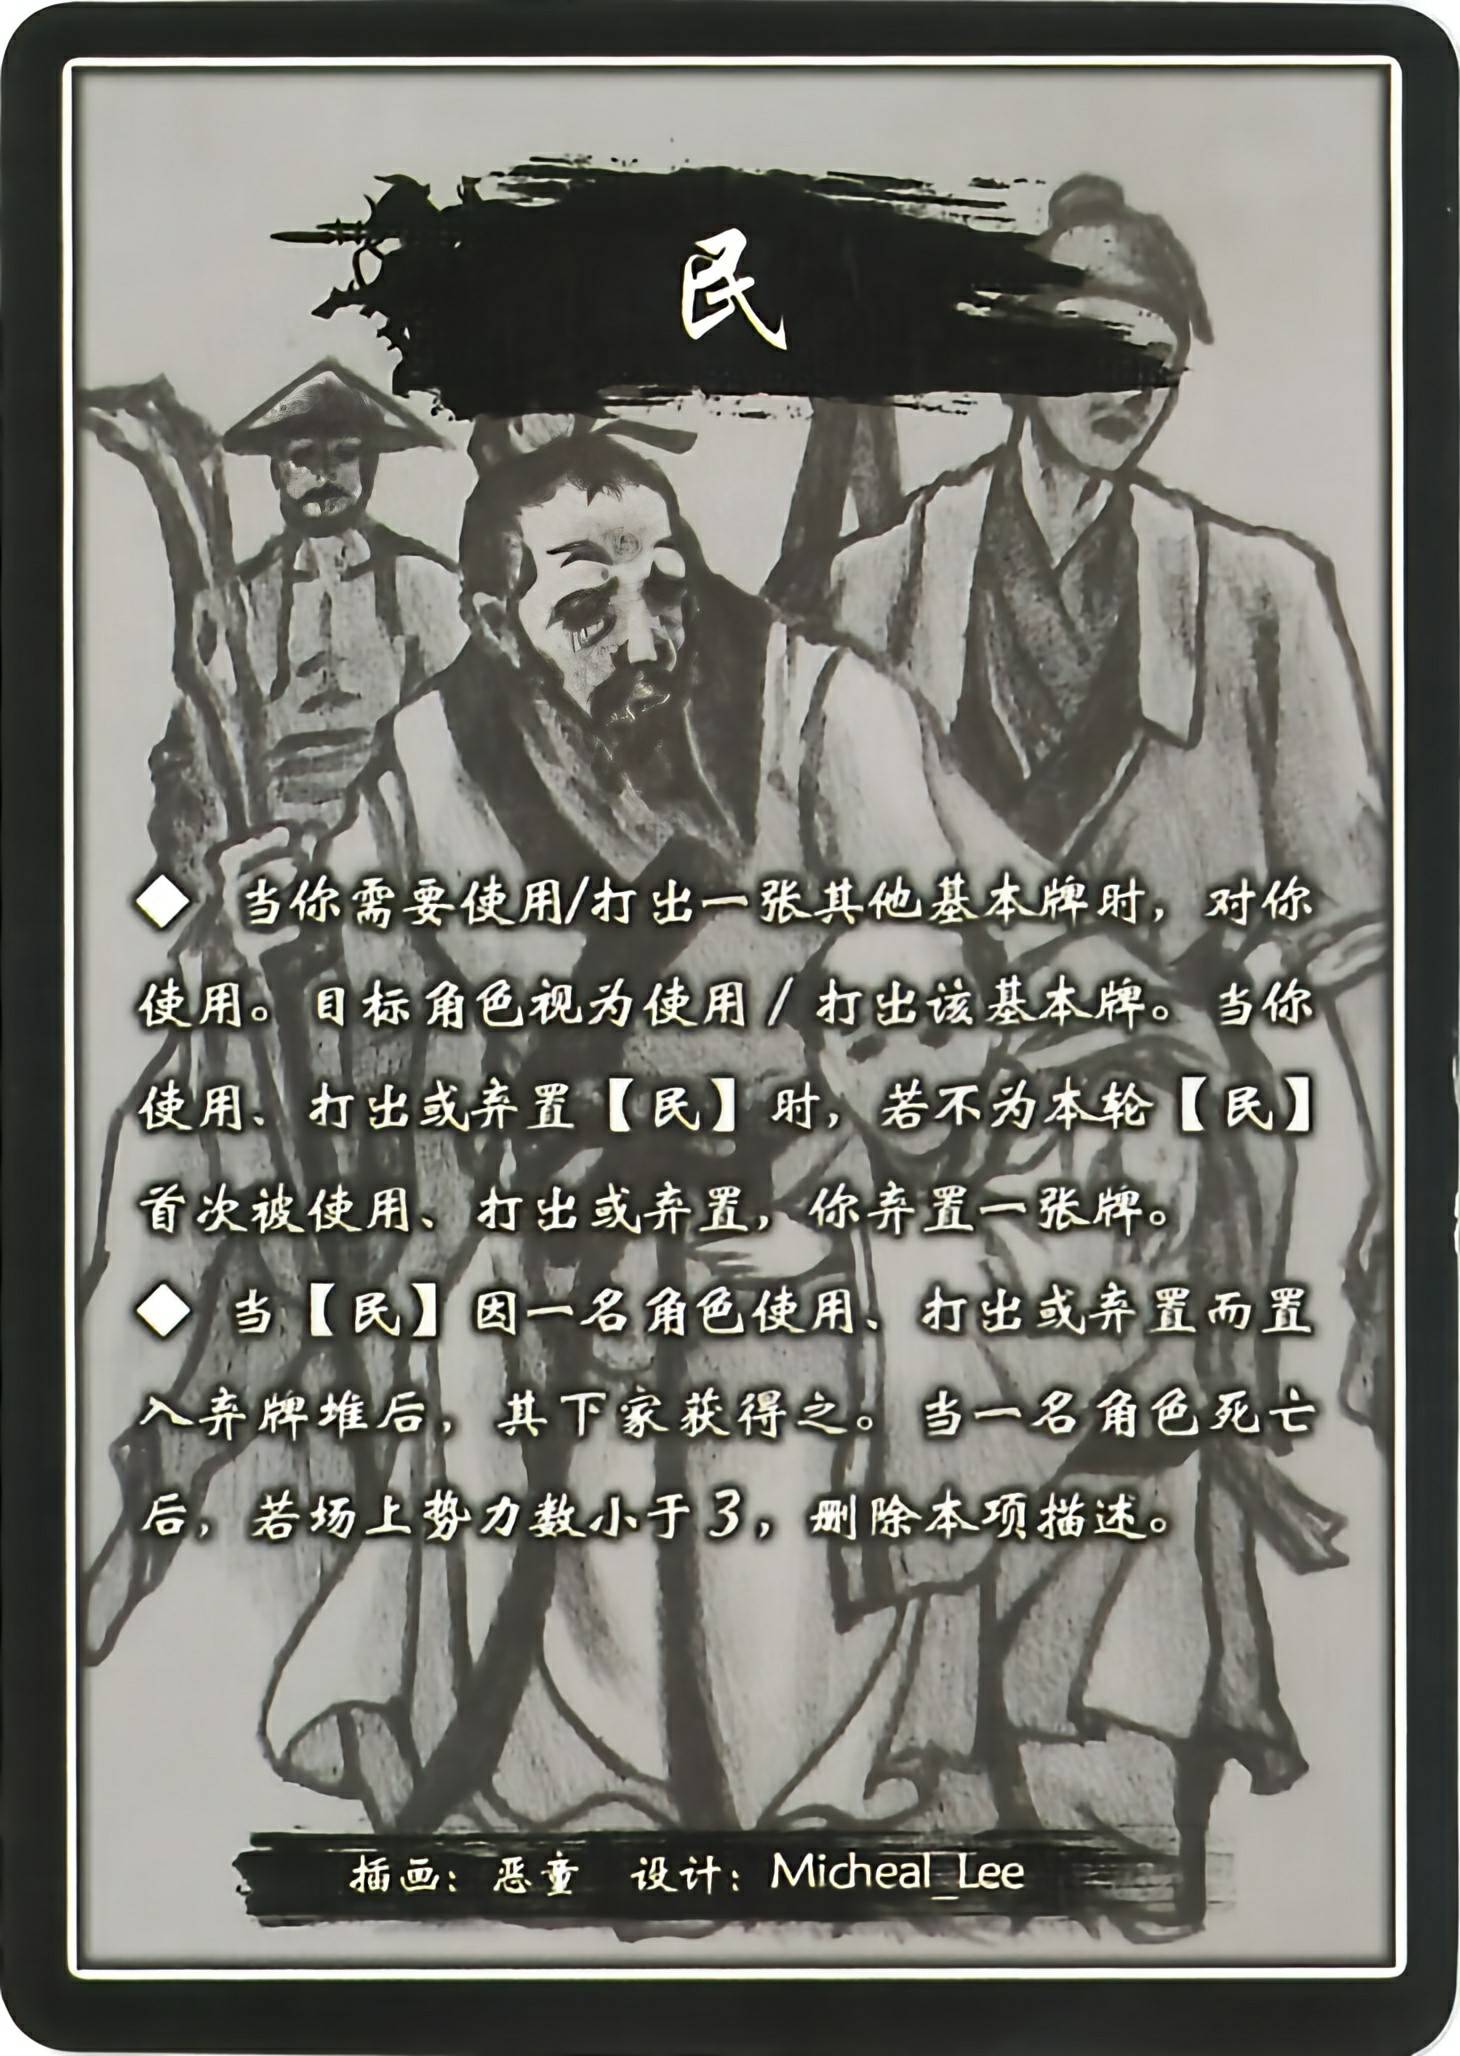 民
◆ 当你需要使用/打出一张其他基本牌时，对你
使用。目标角色视为使用/打出该基本牌。当你
使用、打出或弃置【民】时，若不为本轮【民】
首次被使用、打出或弃置，你弃置一张牌。
◆ 当【民】因一名角色使用、打出或弃置而置
入弃牌堆后，其下家获得之。当一名角色死亡
后，若场上势力数小于3，删除本项描述。
插画：恶童 设计：Micheal_Lee